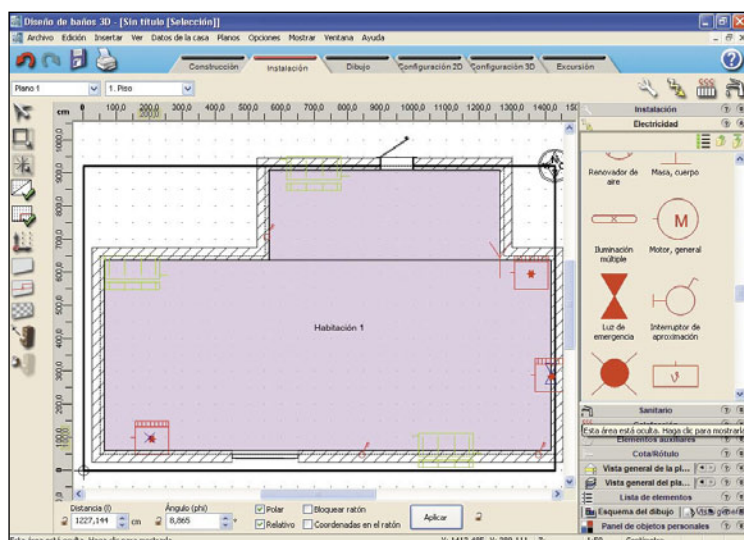 Diseño de baños 3D - [Sin título [Selección]]
Archivo Edición Insertar Ver Datos de la casa Planos Opciones Mostrar Ventana Ayuda
Construcción Instalación Dibujo Configuración 2D Configuración 3D Excursión
Plano 1 1. Piso
cm 0 100,0 200,0 300,0 400,0 500,0 600,0 700,0 800,0 900,0 1000,0 1100,0 1200,0 1300,0 1400,0 150
Instalación
Electricidad
Renovador de aire
Masa, cuerpo
M
Iluminación múltiple
Motor, general
Luz de emergencia
Interruptor de aproximación
Habitación 1
Sanitario
Esta área está oculta. Haga clic para mostrarla
Elementos auxiliares
Cota/Rótulo
Vista general de la pl...
Vista general del pla...
Lista de elementos
Esquema del dibujo
Panel de objetos personales
Distancia (l) Ángulo (phi)
1227,144 cm 8,865 °
Polar Bloquear ratón
Relativo Coordenadas en el ratón
Aplicar